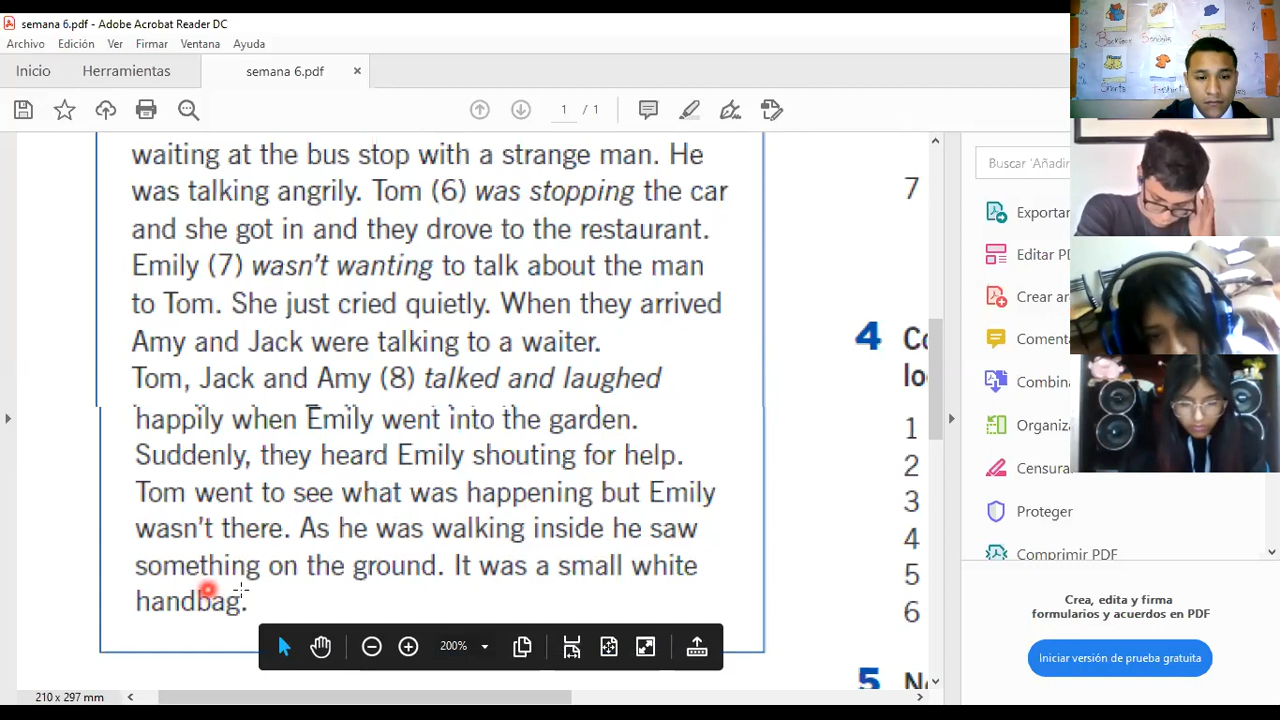 semana 6.pdf - Adobe Acrobat Reader DC
Archivo Edición Ver Firmar Ventana Ayuda
Inicio Herramientas semana 6.pdf ×
1 / 1
waiting at the bus stop with a strange man. He
was talking angrily. Tom (6) was stopping the car
and she got in and they drove to the restaurant.
Emily (7) wasn't wanting to talk about the man
to Tom. She just cried quietly. When they arrived
Amy and Jack were talking to a waiter.
Tom, Jack and Amy (8) talked and laughed
happily when Emily went into the garden.
Suddenly, they heard Emily shouting for help.
Tom went to see what was happening but Emily
wasn't there. As he was walking inside he saw
something on the ground. It was a small white
handbag.
200%
210 x 297 mm
7
4 Co
lo
1
2
3
4
5
6
5 N
Buscar 'Añadir
Exportar
Editar PD
Crear ar
Comenta
Combina
Organiza
Censura
Proteger
Comprimir PDF
Crea, edita y firma
formularios y acuerdos en PDF
Iniciar versión de prueba gratuita